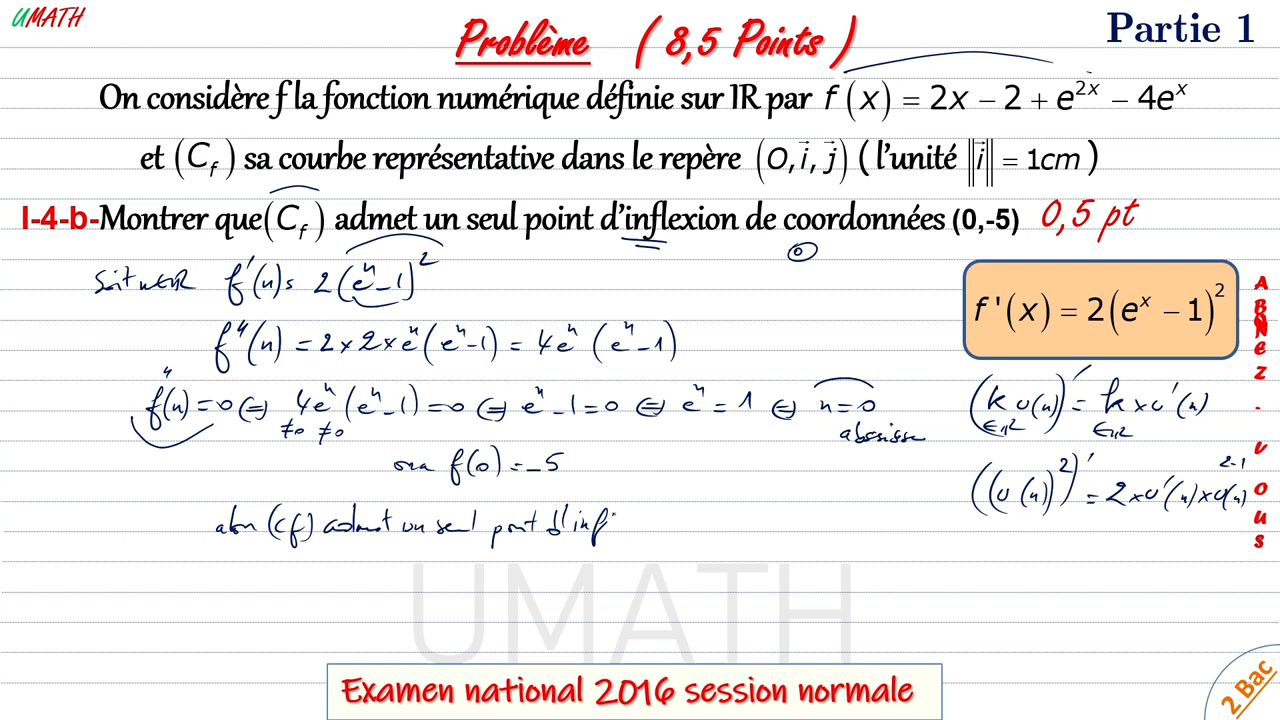 UMATH
Problème ( 8,5 Points )
Partie 1
On considère f la fonction numérique définie sur IR par f(x) = 2x − 2 + e^{2x} − 4e^x
et (C_f) sa courbe représentative dans le repère (O, i⃗, j⃗) ( l'unité ‖i⃗‖ = 1cm )
I-4-b-Montrer que (C_f) admet un seul point d'inflexion de coordonnées (0,-5) 0,5 pt
Soit x∈IR f'(x) = 2(e^x − 1)^2
f''(x) = 2×2×e^x(e^x − 1) = 4e^x(e^x − 1)
f''(x) = 0 ⇔ 4e^x(e^x − 1) = 0 ⇔ e^x − 1 = 0 ⇔ e^x = 1 ⇔ x = 0
≠0 ≠0
abscisse
on a f(0) = −5
alors (Cf) admet un seul point d'inf
f'(x) = 2(e^x − 1)^2
(k u(x))' = k×u'(x)
∈IR ∈IR
((u(x))^2)' = 2×u'(x)×u(x)^{2-1}
ABONNez-vous
UMATH
Examen national 2016 session normale
2 Bac